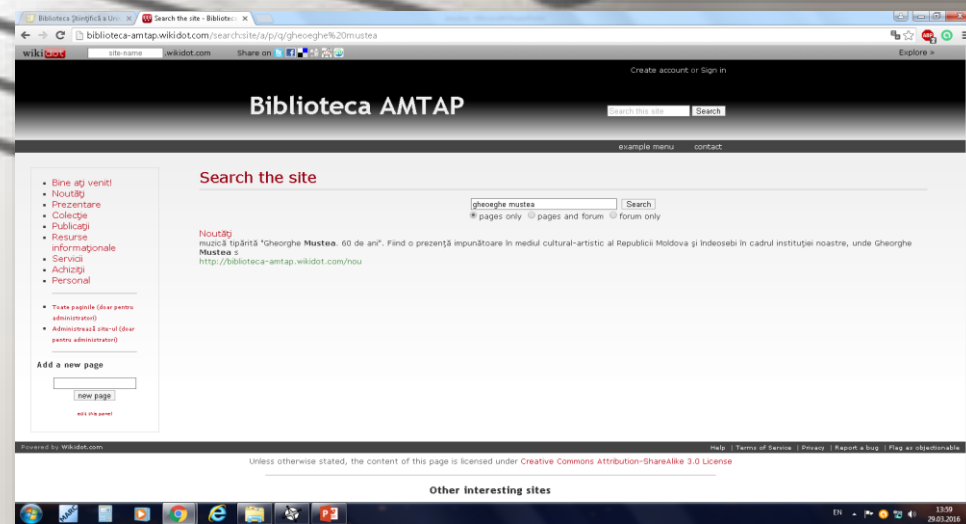 Biblioteca Științifică a Uni
Search the site - Bibliotec
biblioteca-amtap.wikidot.com/search:site/a/p/q/gheoeghe%20mustea
wikidot site-name .wikidot.com Share on Explore »
Create account or Sign in
Biblioteca AMTAP
Search this site Search
example menu contact
Bine ați venit!
Noutăți
Prezentare
Colecție
Publicații
Resurse
informaționale
Servicii
Achiziții
Personal
Toate paginile (doar pentru
administratori)
Administrează site-ul (doar
pentru administratori)
Add a new page
new page
edit this panel
Search the site
gheoeghe mustea Search
pages only pages and forum forum only
Noutăți
muzică tipărită "Gheorghe Mustea. 60 de ani". Fiind o prezență impunătoare în mediul cultural-artistic al Republicii Moldova și îndeosebi în cadrul instituției noastre, unde Gheorghe
Mustea s
http://biblioteca-amtap.wikidot.com/nou
Powered by Wikidot.com Help | Terms of Service | Privacy | Report a bug | Flag as objectionable
Unless otherwise stated, the content of this page is licensed under Creative Commons Attribution-ShareAlike 3.0 License
Other interesting sites
MARC
EN 13:59
29.03.2016